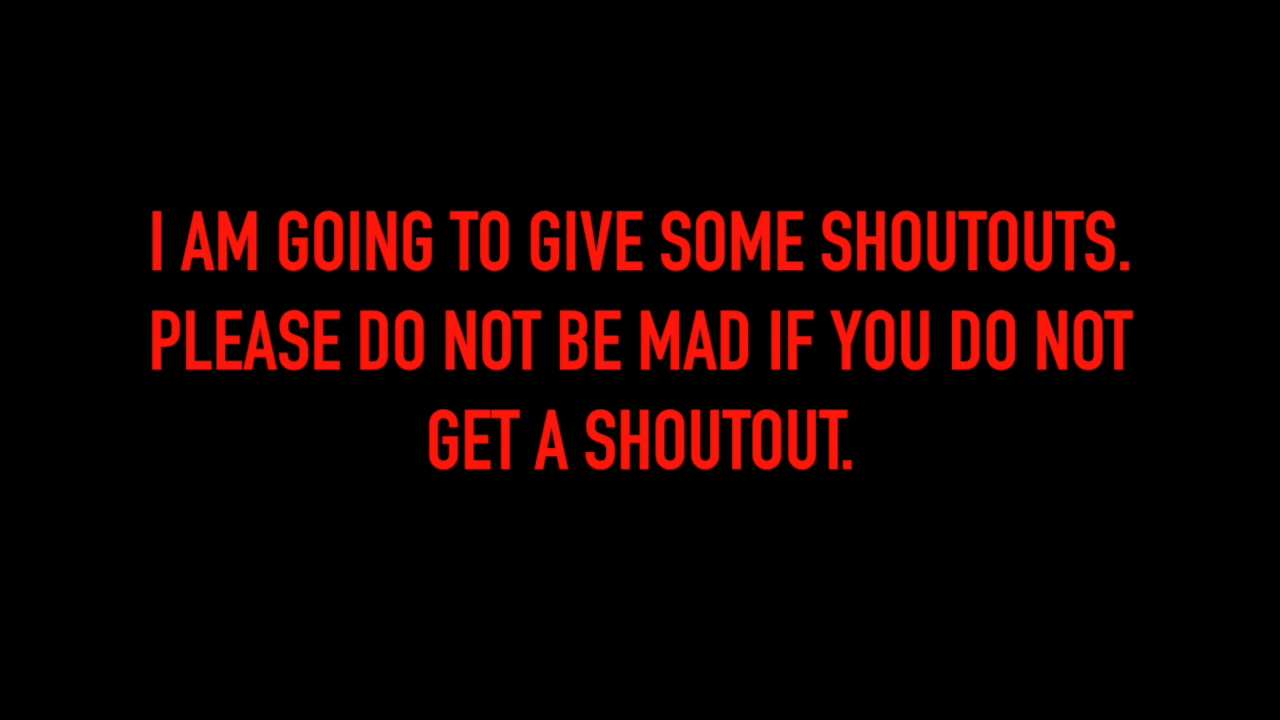 I AM GOING TO GIVE SOME SHOUTOUTS.
PLEASE DO NOT BE MAD IF YOU DO NOT
GET A SHOUTOUT.